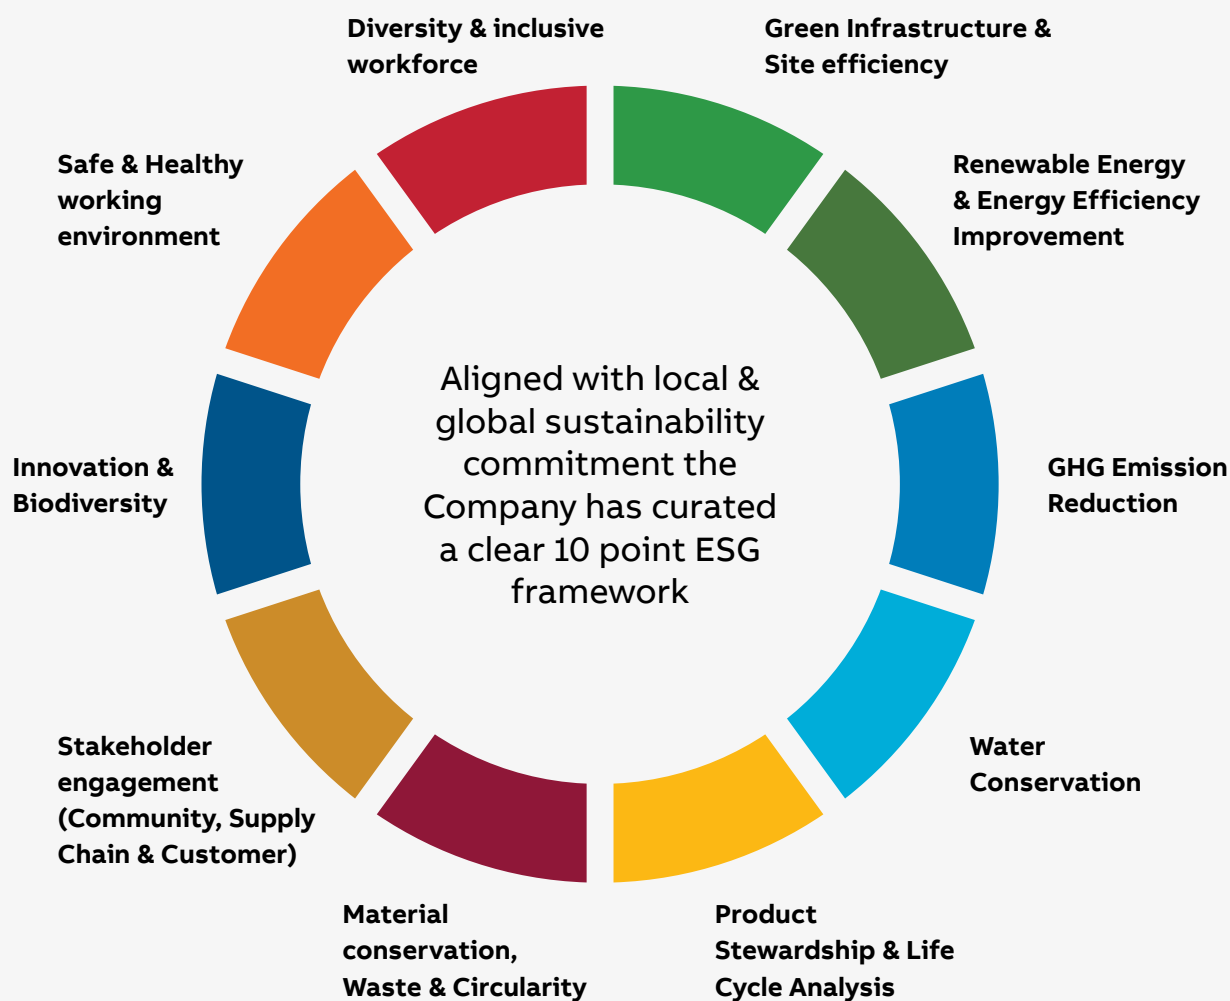 Diversity & inclusive
workforce
Green Infrastructure &
Site efficiency
Safe & Healthy
working
environment
Renewable Energy
& Energy Efficiency
Improvement
Aligned with local &
global sustainability
commitment the
Company has curated
a clear 10 point ESG
framework
Innovation &
Biodiversity
GHG Emission
Reduction
Stakeholder
engagement
(Community, Supply
Chain & Customer)
Water
Conservation
Material
conservation,
Waste & Circularity
Product
Stewardship & Life
Cycle Analysis